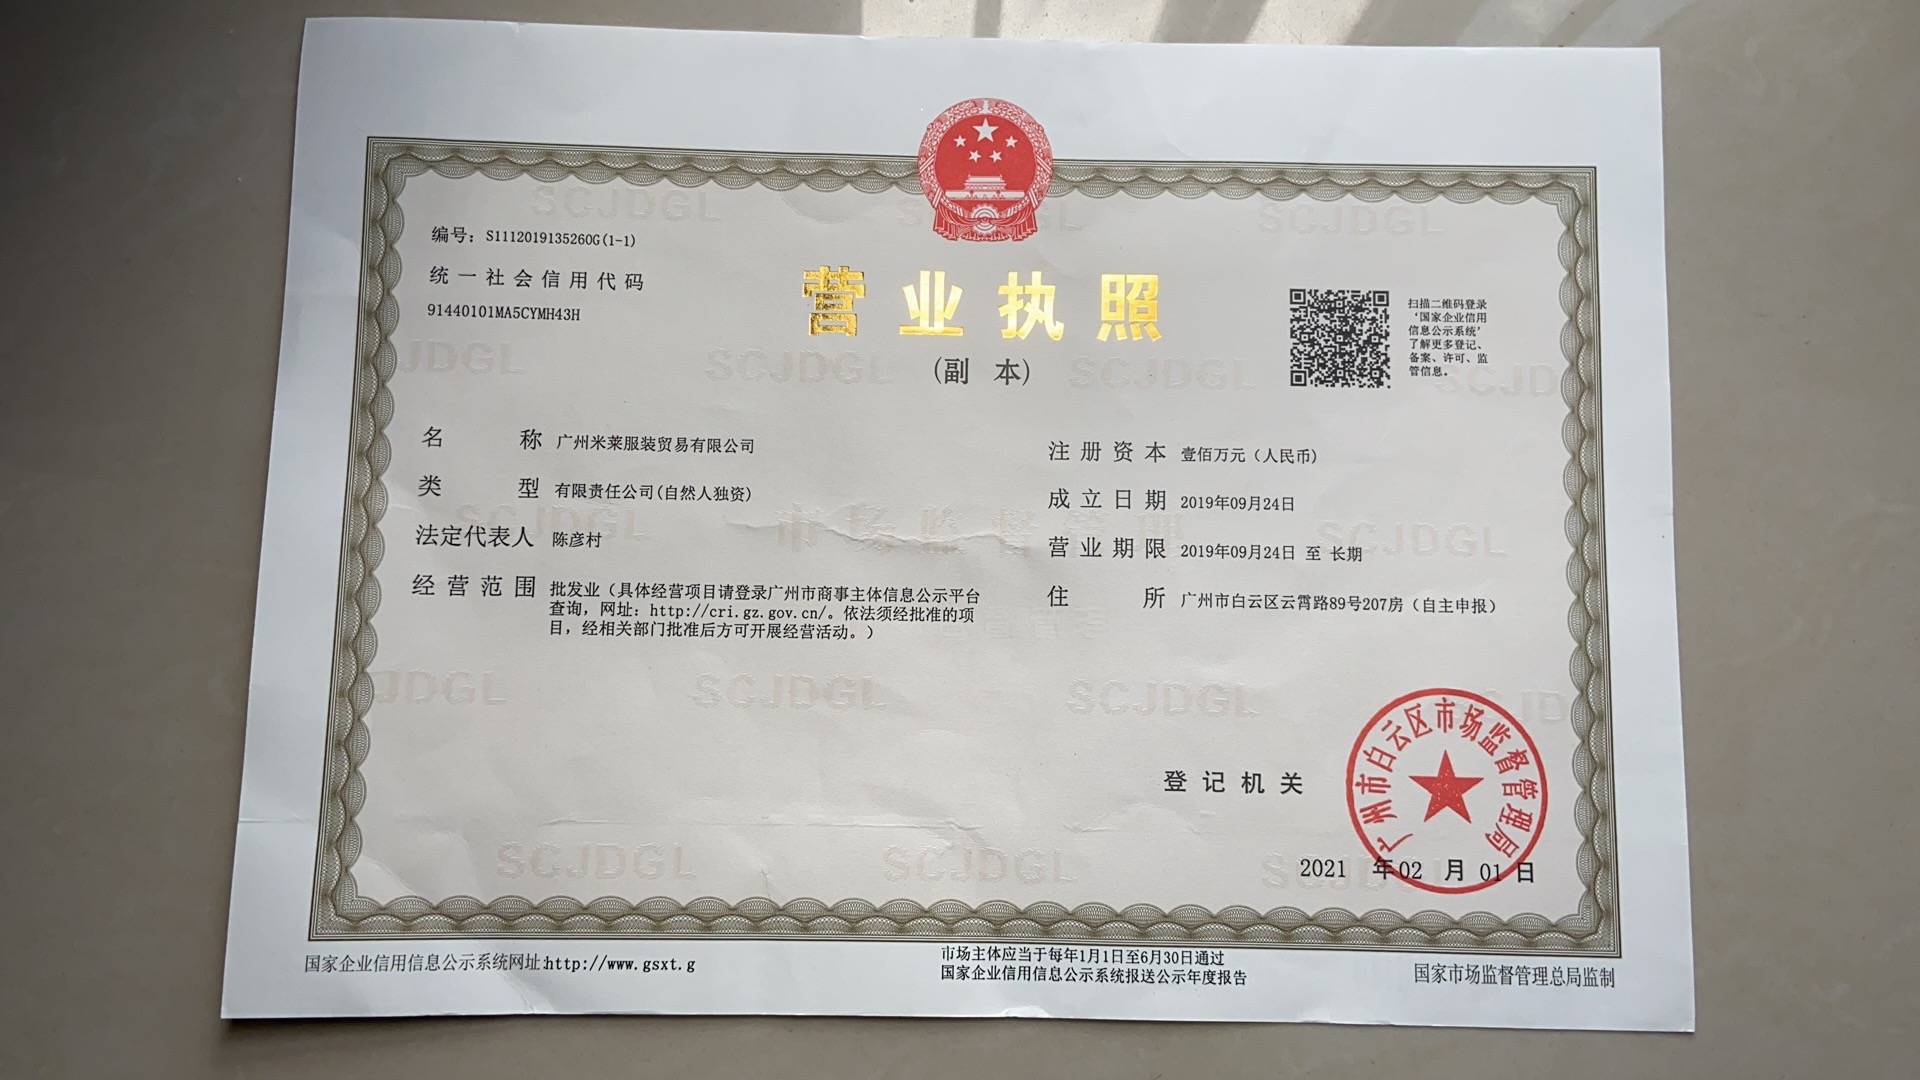 编号：S1112019135260G(1-1)
统一社会信用代码
91440101MA5CYMH43H
营业执照
（副 本）
扫描二维码登录
‘国家企业信用
信息公示系统’
了解更多登记、
备案、许可、监
管信息。
名 称 广州米莱服装贸易有限公司
类 型 有限责任公司(自然人独资)
法定代表人 陈彦村
经营范围 批发业（具体经营项目请登录广州市商事主体信息公示平台
查询，网址：http://cri.gz.gov.cn/。依法须经批准的项
目，经相关部门批准后方可开展经营活动。）
注册资本 壹佰万元（人民币）
成立日期 2019年09月24日
营业期限 2019年09月24日 至 长期
住 所 广州市白云区云霄路89号207房（自主申报）
登记机关
广州市白云区市场监督管理局
2021 年 02 月 01 日
国家企业信用信息公示系统网址:http://www.gsxt.g
市场主体应当于每年1月1日至6月30日通过
国家企业信用信息公示系统报送公示年度报告
国家市场监督管理总局监制
SCJDGL